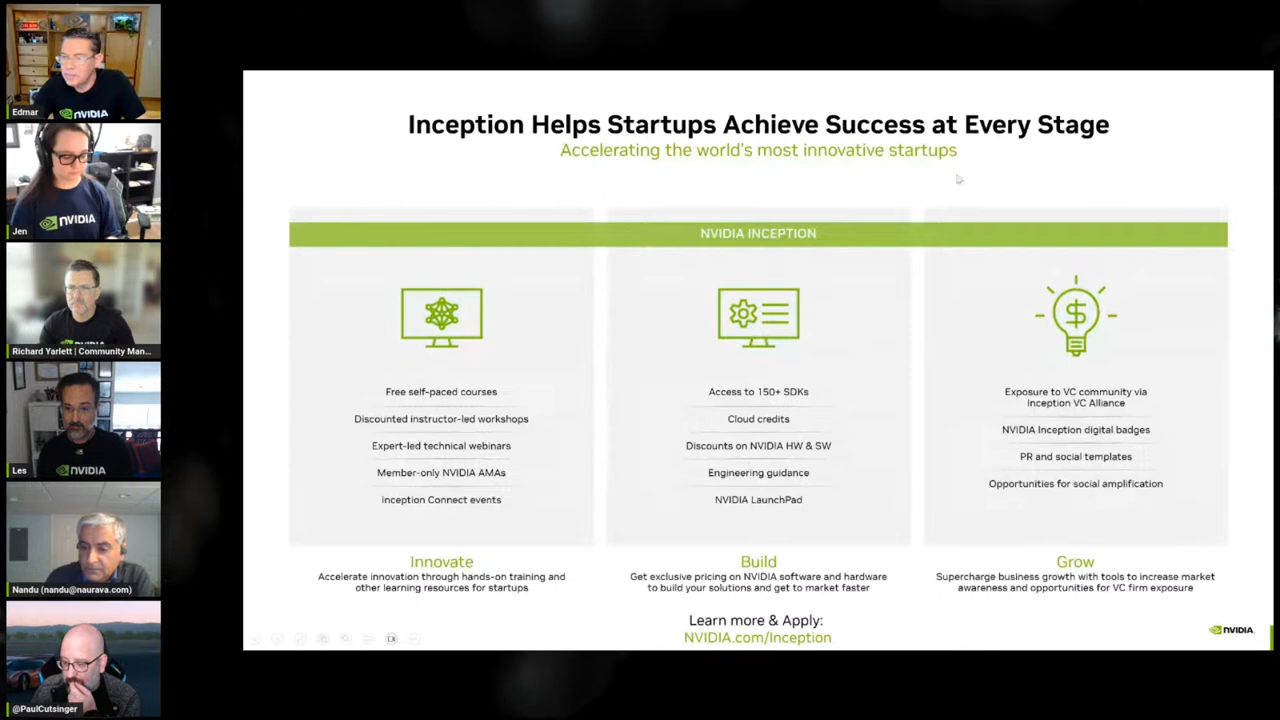 Edmar
NVIDIA
Jen
NVIDIA
Richard Yarlett | Community Man...
NVIDIA
Les
NVIDIA
Nandu (nandu@naurava.com)
@PaulCutsinger
Inception Helps Startups Achieve Success at Every Stage
Accelerating the world's most innovative startups
NVIDIA INCEPTION
Free self-paced courses
Discounted instructor-led workshops
Expert-led technical webinars
Member-only NVIDIA AMAs
Inception Connect events
Innovate
Accelerate innovation through hands-on training and
other learning resources for startups
Access to 150+ SDKs
Cloud credits
Discounts on NVIDIA HW & SW
Engineering guidance
NVIDIA LaunchPad
Build
Get exclusive pricing on NVIDIA software and hardware
to build your solutions and get to market faster
Exposure to VC community via
Inception VC Alliance
NVIDIA Inception digital badges
PR and social templates
Opportunities for social amplification
Grow
Supercharge business growth with tools to increase market
awareness and opportunities for VC firm exposure
Learn more & Apply:
NVIDIA.com/Inception
NVIDIA